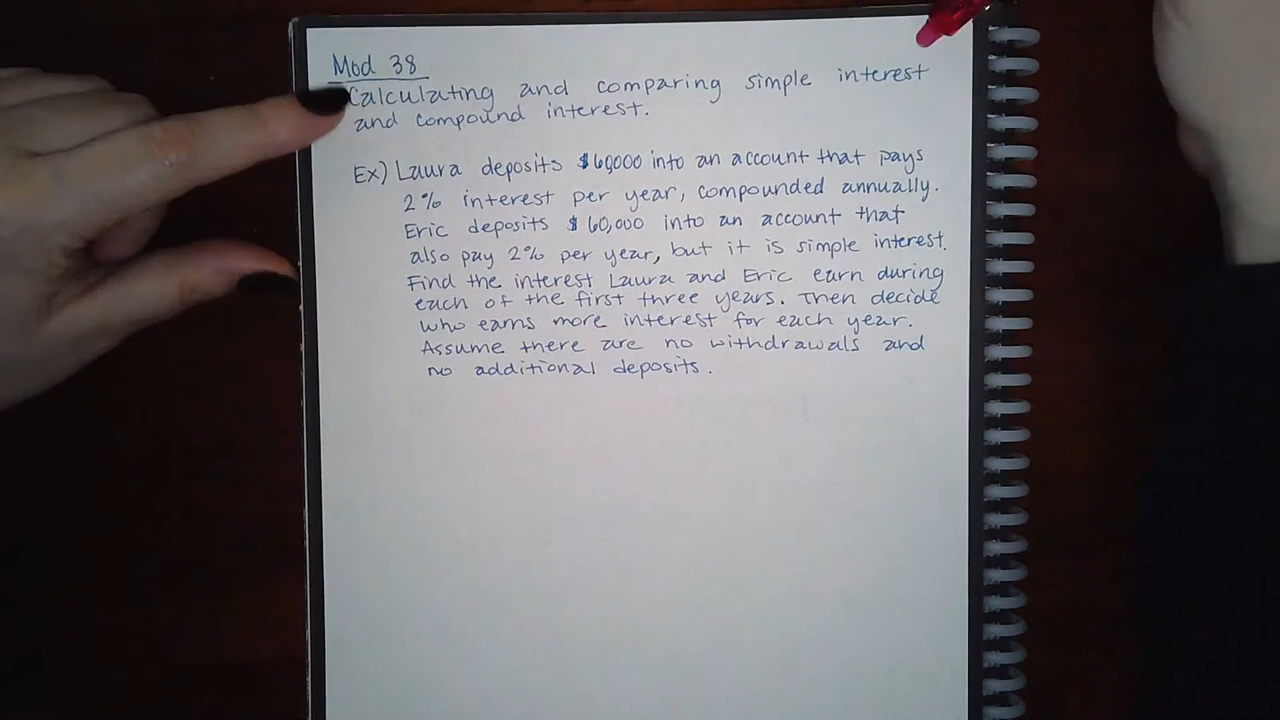 Mod 38
Calculating and comparing simple interest
and compound interest.
Ex) Laura deposits $60,000 into an account that pays
2% interest per year, compounded annually.
Eric deposits $60,000 into an account that
also pay 2% per year, but it is simple interest.
Find the interest Laura and Eric earn during
each of the first three years. Then decide
who earns more interest for each year.
Assume there are no withdrawals and
no additional deposits.